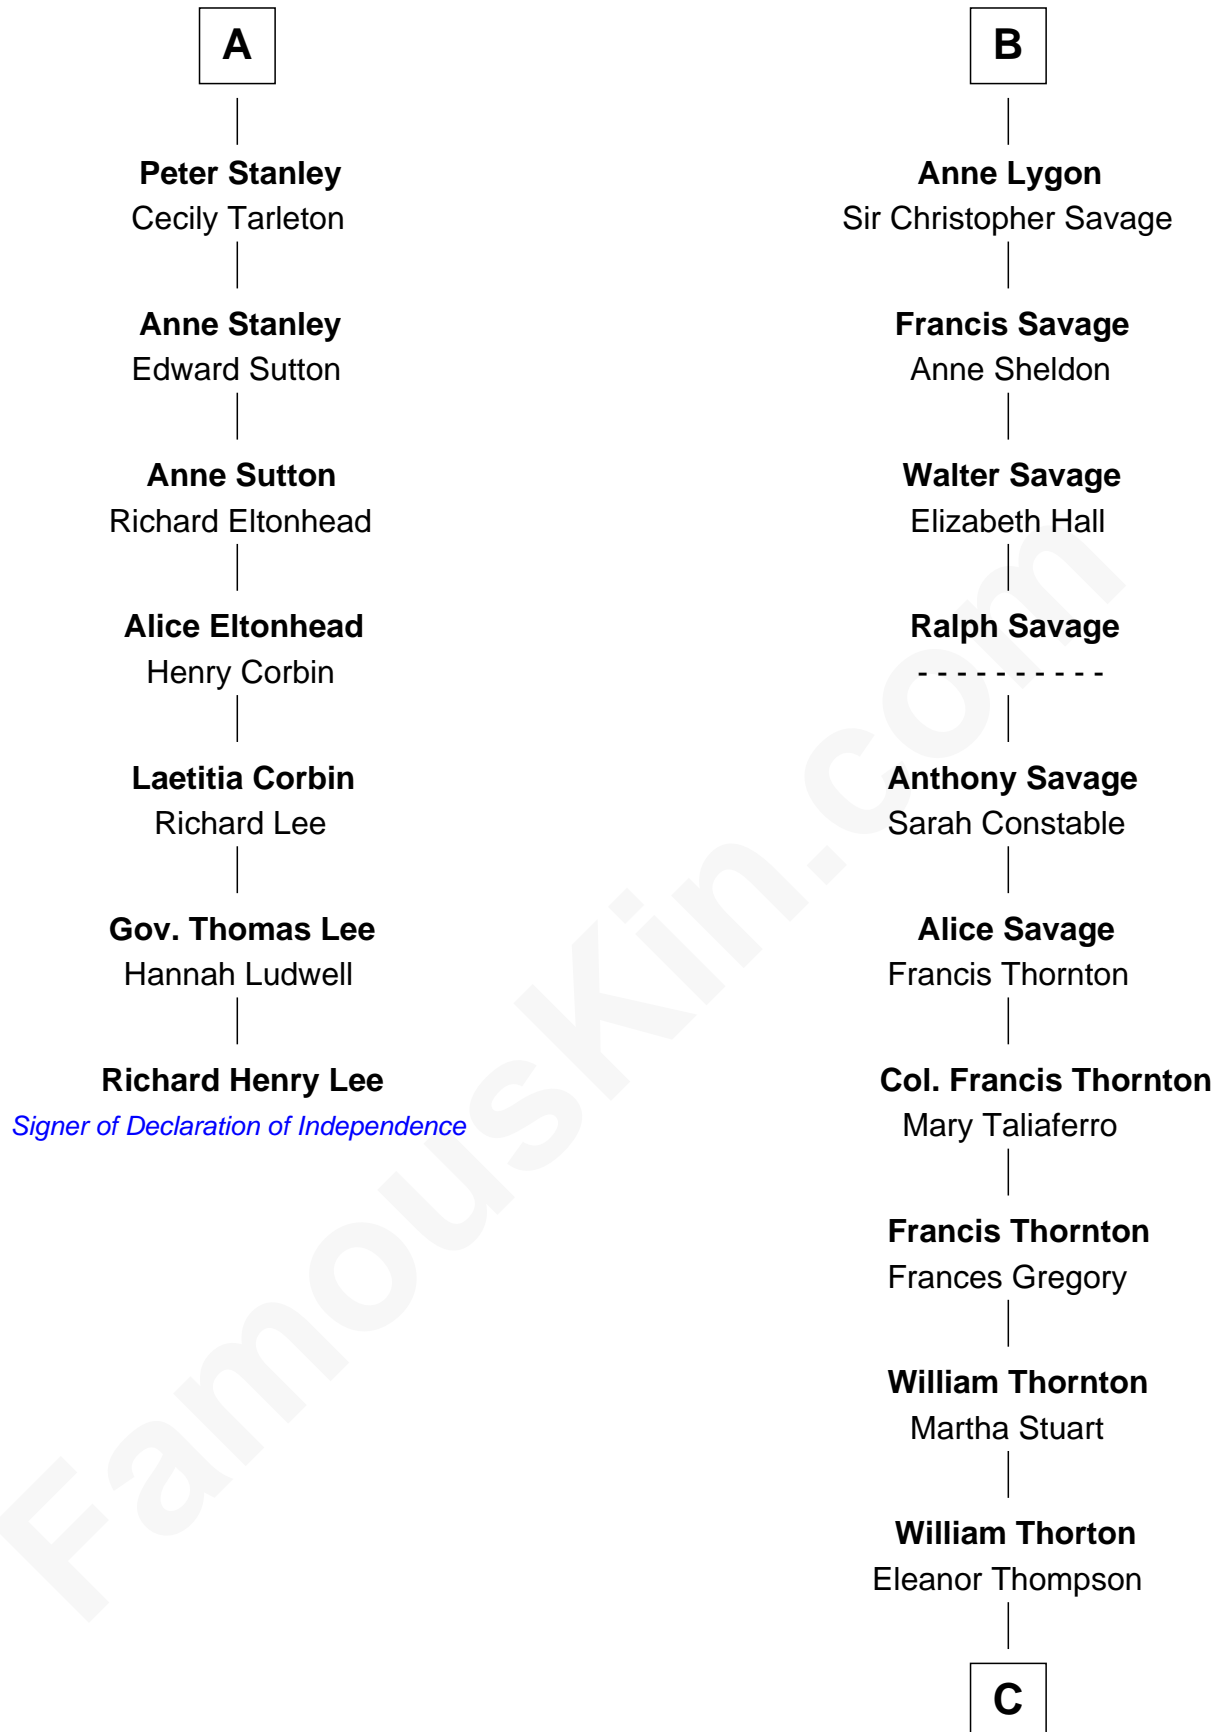 A
Peter Stanley
Cecily Tarleton
Anne Stanley
Edward Sutton
Anne Sutton
Richard Eltonhead
Alice Eltonhead
Henry Corbin
Laetitia Corbin
Richard Lee
Gov. Thomas Lee
Hannah Ludwell
Richard Henry Lee
Signer of Declaration of Independence
B
Anne Lygon
Sir Christopher Savage
Francis Savage
Anne Sheldon
Walter Savage
Elizabeth Hall
Ralph Savage
- - - - - - - - - -
Anthony Savage
Sarah Constable
Alice Savage
Francis Thornton
Col. Francis Thornton
Mary Taliaferro
Francis Thornton
Frances Gregory
William Thornton
Martha Stuart
William Thorton
Eleanor Thompson
C
FamousKin.com